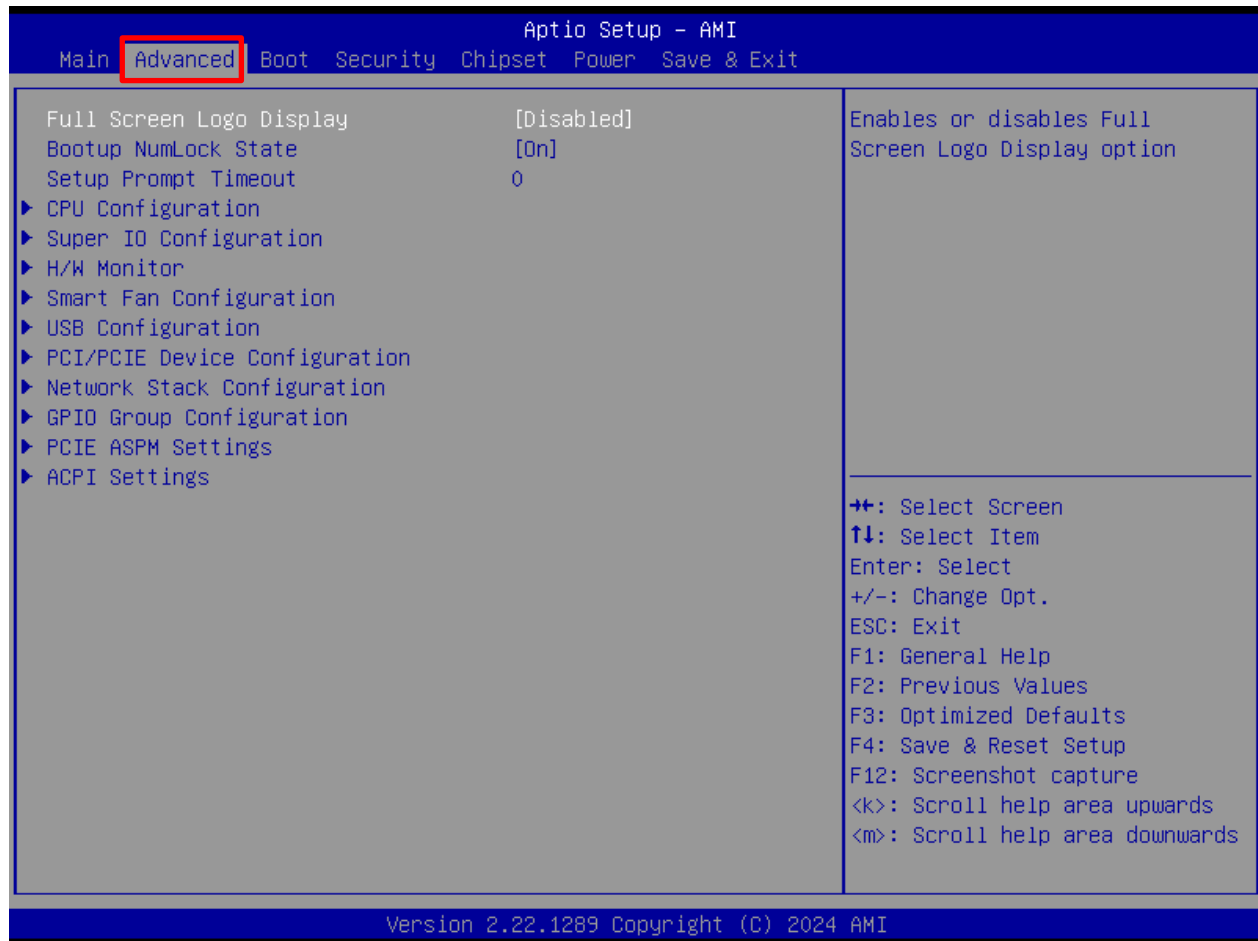 Aptio Setup – AMI
Main Advanced Boot Security Chipset Power Save & Exit
Full Screen Logo Display [Disabled]
Bootup NumLock State [On]
Setup Prompt Timeout 0
► CPU Configuration
► Super IO Configuration
► H/W Monitor
► Smart Fan Configuration
► USB Configuration
► PCI/PCIE Device Configuration
► Network Stack Configuration
► GPIO Group Configuration
► PCIE ASPM Settings
► ACPI Settings
Enables or disables Full
Screen Logo Display option
→←: Select Screen
↑↓: Select Item
Enter: Select
+/-: Change Opt.
ESC: Exit
F1: General Help
F2: Previous Values
F3: Optimized Defaults
F4: Save & Reset Setup
F12: Screenshot capture
<k>: Scroll help area upwards
<m>: Scroll help area downwards
Version 2.22.1289 Copyright (C) 2024 AMI